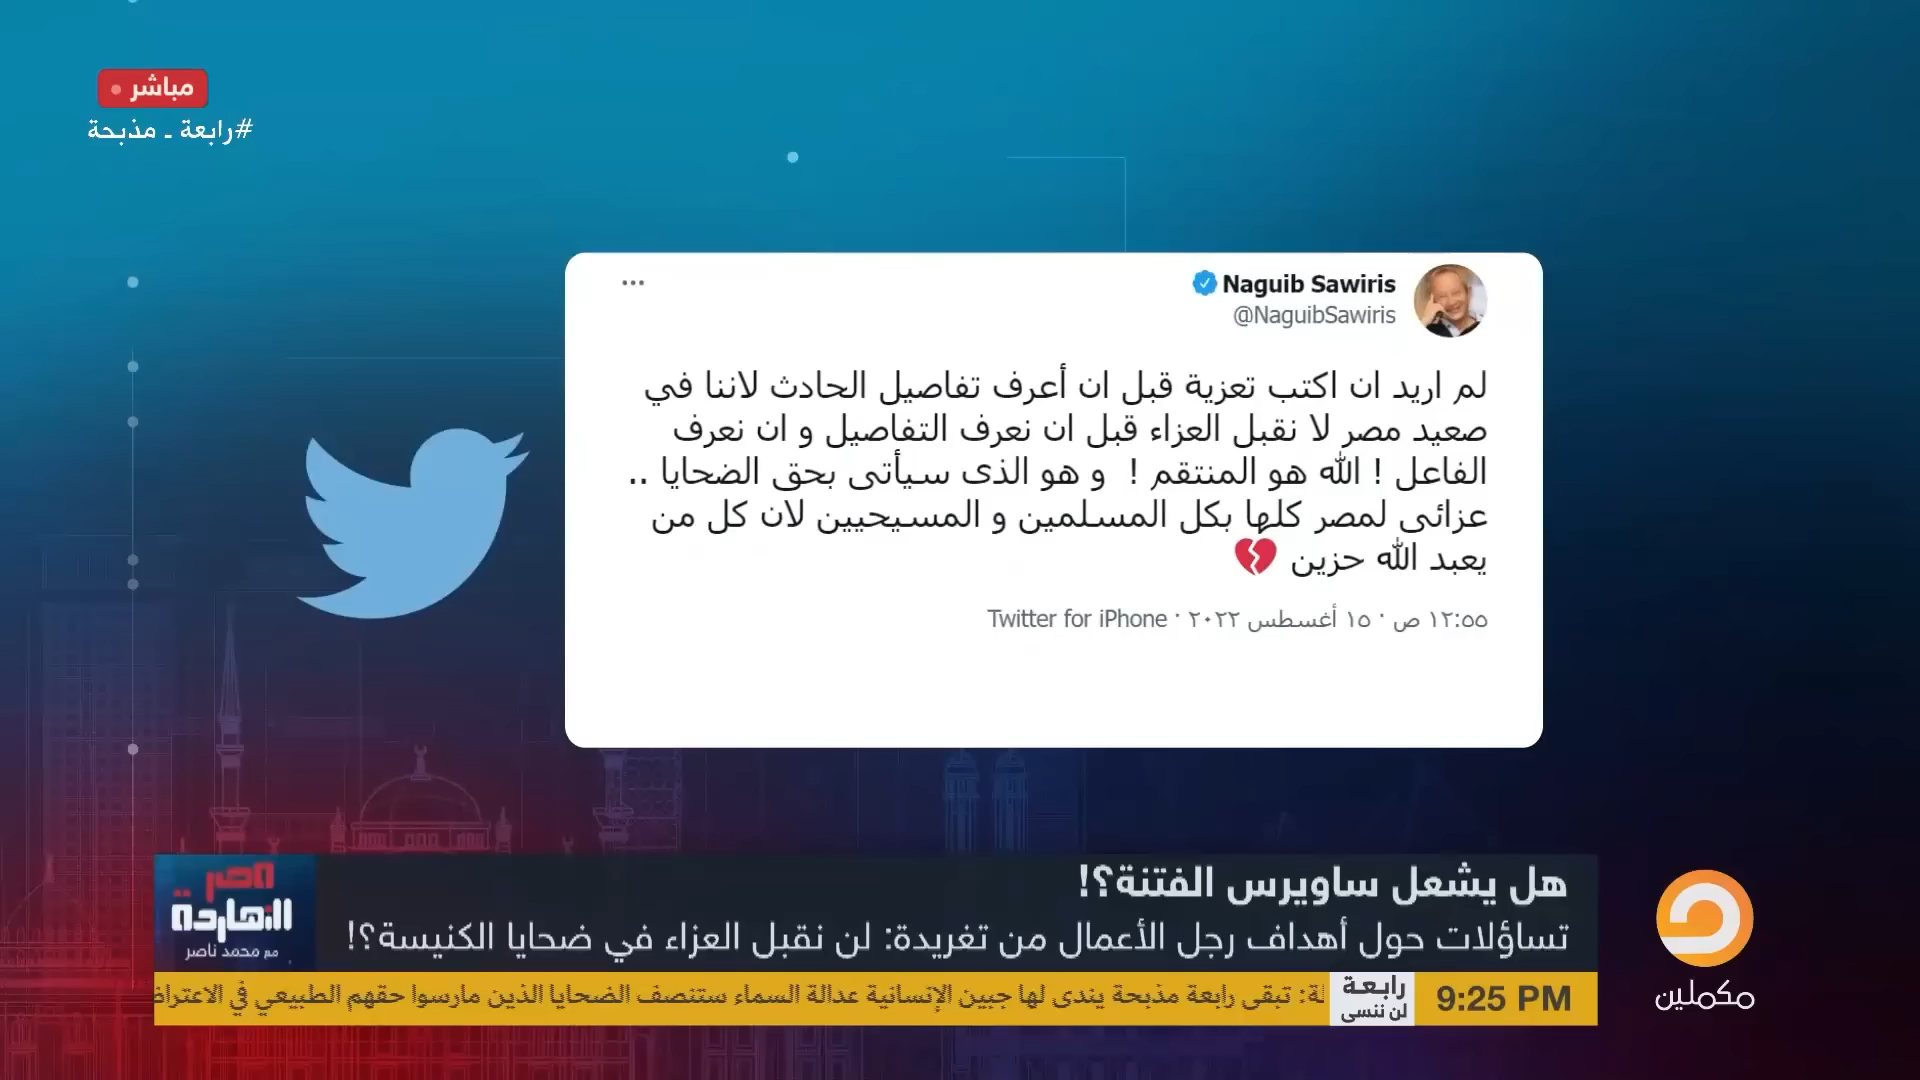 مباشر
#رابعة - مذبحة
Naguib Sawiris
@NaguibSawiris
لم اريد ان اكتب تعزية قبل ان أعرف تفاصيل الحادث لاننا في
صعيد مصر لا نقبل العزاء قبل ان نعرف التفاصيل و ان نعرف
الفاعل ! الله هو المنتقم ! و هو الذى سيأتى بحق الضحايا ..
عزائى لمصر كلها بكل المسلمين و المسيحيين لان كل من
يعبد الله حزين 💔
١٢:٥٥ ص · ١٥ أغسطس ٢٠٢٢ · Twitter for iPhone
هل يشعل ساويرس الفتنة؟!
تساؤلات حول أهداف رجل الأعمال من تغريدة: لن نقبل العزاء في ضحايا الكنيسة؟!
مصر
النهاردة
مع محمد ناصر
9:25 PM
رابعة
لن ننسى
لة: تبقى رابعة مذبحة يندى لها جبين الإنسانية عدالة السماء ستنصف الضحايا الذين مارسوا حقهم الطبيعي في الاعتراض
مكملين